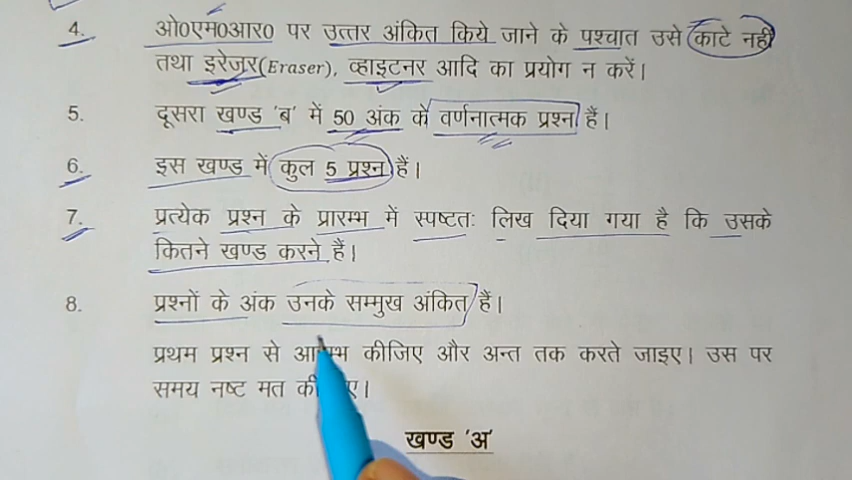 4. ओ0एम0आर0 पर उत्तर अंकित किये जाने के पश्चात उसे काटे नहीं
तथा इरेजर(Eraser), व्हाइटनर आदि का प्रयोग न करें।
5. दूसरा खण्ड 'ब' में 50 अंक के वर्णनात्मक प्रश्न हैं।
6. इस खण्ड में कुल 5 प्रश्न हैं।
7. प्रत्येक प्रश्न के प्रारम्भ में स्पष्टतः लिख दिया गया है कि उसके
कितने खण्ड करने हैं।
8. प्रश्नों के अंक उनके सम्मुख अंकित हैं।
प्रथम प्रश्न से कीजिए और अन्त तक करते जाइए। उस पर
समय नष्ट मत
खण्ड 'अ'